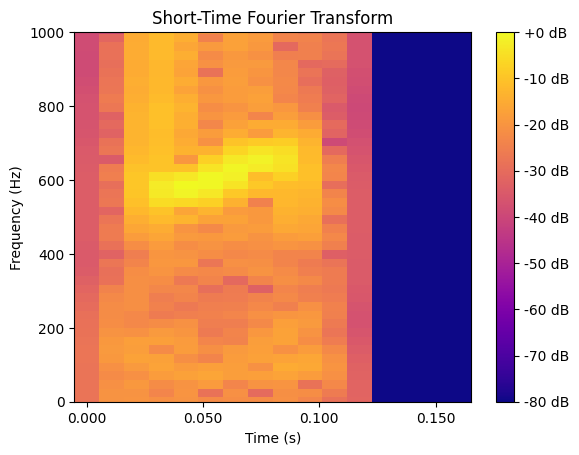 Short-Time Fourier Transform
1000
800
600
400
200
0
Frequency (Hz)
0.000
0.050
0.100
0.150
Time (s)
+0 dB
-10 dB
-20 dB
-30 dB
-40 dB
-50 dB
-60 dB
-70 dB
-80 dB